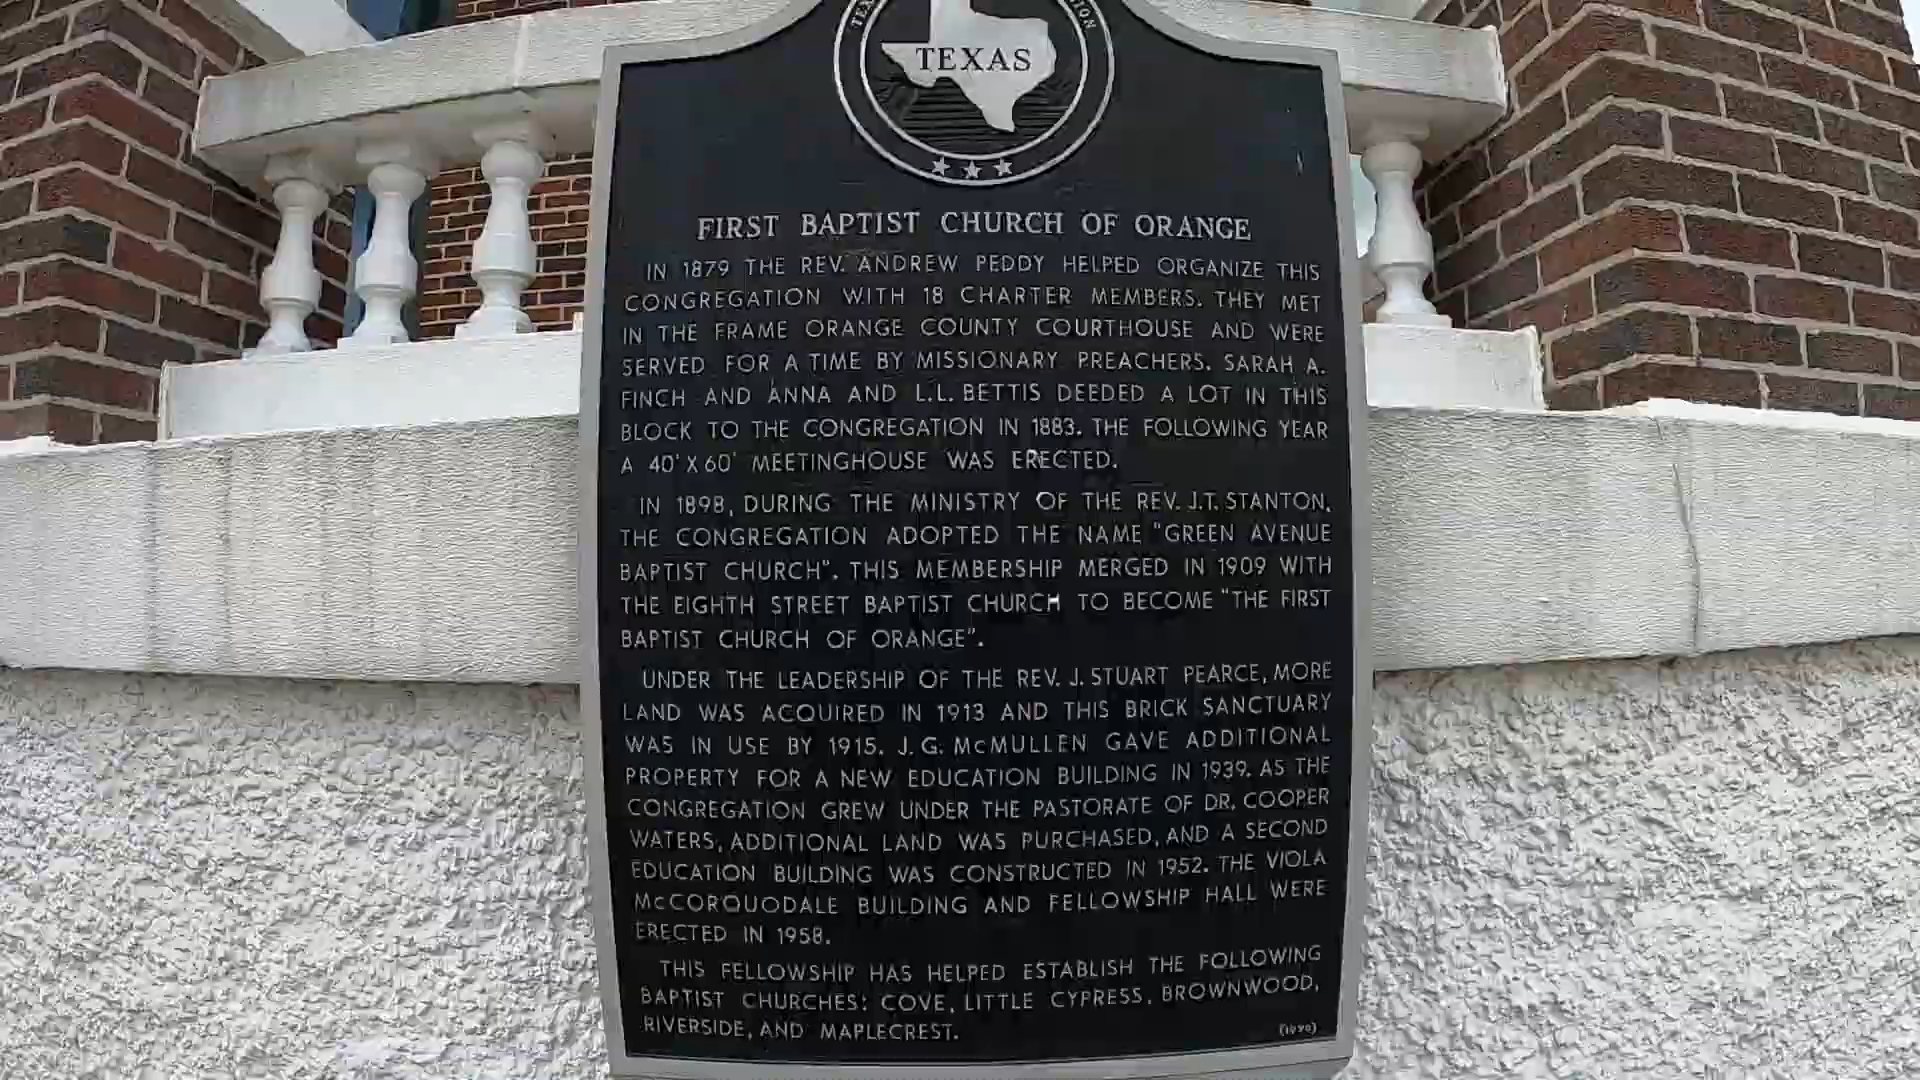 TEXAS
FIRST BAPTIST CHURCH OF ORANGE
IN 1879 THE REV. ANDREW PEDDY HELPED ORGANIZE THIS
CONGREGATION WITH 18 CHARTER MEMBERS. THEY MET
IN THE FRAME ORANGE COUNTY COURTHOUSE AND WERE
SERVED FOR A TIME BY MISSIONARY PREACHERS. SARAH A.
FINCH AND ANNA AND L.L. BETTIS DEEDED A LOT IN THIS
BLOCK TO THE CONGREGATION IN 1883. THE FOLLOWING YEAR
A 40' X 60' MEETINGHOUSE WAS ERECTED.
IN 1898, DURING THE MINISTRY OF THE REV. J.T. STANTON,
THE CONGREGATION ADOPTED THE NAME "GREEN AVENUE
BAPTIST CHURCH". THIS MEMBERSHIP MERGED IN 1909 WITH
THE EIGHTH STREET BAPTIST CHURCH TO BECOME "THE FIRST
BAPTIST CHURCH OF ORANGE".
UNDER THE LEADERSHIP OF THE REV. J. STUART PEARCE, MORE
LAND WAS ACQUIRED IN 1913 AND THIS BRICK SANCTUARY
WAS IN USE BY 1915. J. G. McMULLEN GAVE ADDITIONAL
PROPERTY FOR A NEW EDUCATION BUILDING IN 1939. AS THE
CONGREGATION GREW UNDER THE PASTORATE OF DR. COOPER
WATERS, ADDITIONAL LAND WAS PURCHASED, AND A SECOND
EDUCATION BUILDING WAS CONSTRUCTED IN 1952. THE VIOLA
McCORQUODALE BUILDING AND FELLOWSHIP HALL WERE
ERECTED IN 1958.
THIS FELLOWSHIP HAS HELPED ESTABLISH THE FOLLOWING
BAPTIST CHURCHES: COVE, LITTLE CYPRESS, BROWNWOOD,
RIVERSIDE, AND MAPLECREST.